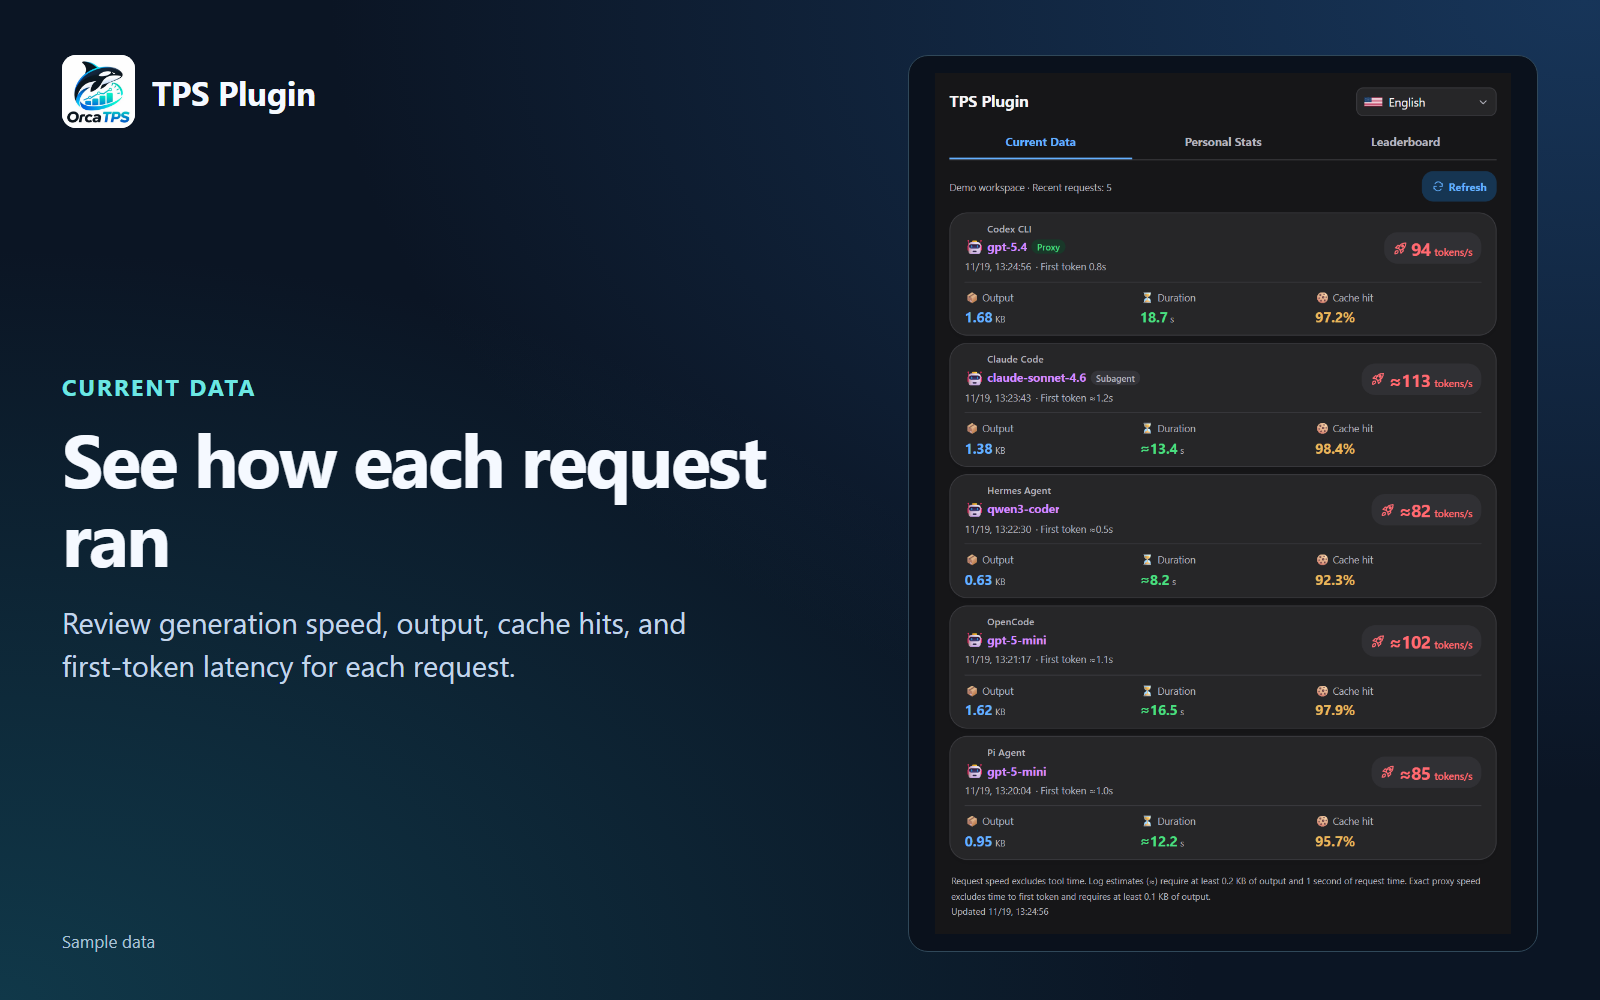 OrcaTPS
TPS Plugin
CURRENT DATA
See how each request
ran
Review generation speed, output, cache hits, and
first-token latency for each request.
Sample data
TPS Plugin
English
Current Data
Personal Stats
Leaderboard
Demo workspace · Recent requests: 5
Refresh
Codex CLI
gpt-5.4 Proxy
94 tokens/s
11/19, 13:24:56 · First token 0.8s
Output Duration Cache hit
1.68 KB 18.7 s 97.2%
Claude Code
claude-sonnet-4.6 Subagent
≈113 tokens/s
11/19, 13:23:43 · First token ≈1.2s
Output Duration Cache hit
1.38 KB ≈13.4 s 98.4%
Hermes Agent
qwen3-coder
≈82 tokens/s
11/19, 13:22:30 · First token ≈0.5s
Output Duration Cache hit
0.63 KB ≈8.2 s 92.3%
OpenCode
gpt-5-mini
≈102 tokens/s
11/19, 13:21:17 · First token ≈1.1s
Output Duration Cache hit
1.62 KB ≈16.5 s 97.9%
Pi Agent
gpt-5-mini
≈85 tokens/s
11/19, 13:20:04 · First token ≈1.0s
Output Duration Cache hit
0.95 KB ≈12.2 s 95.7%
Request speed excludes tool time. Log estimates (≈) require at least 0.2 KB of output and 1 second of request time. Exact proxy speed
excludes time to first token and requires at least 0.1 KB of output.
Updated 11/19, 13:24:56